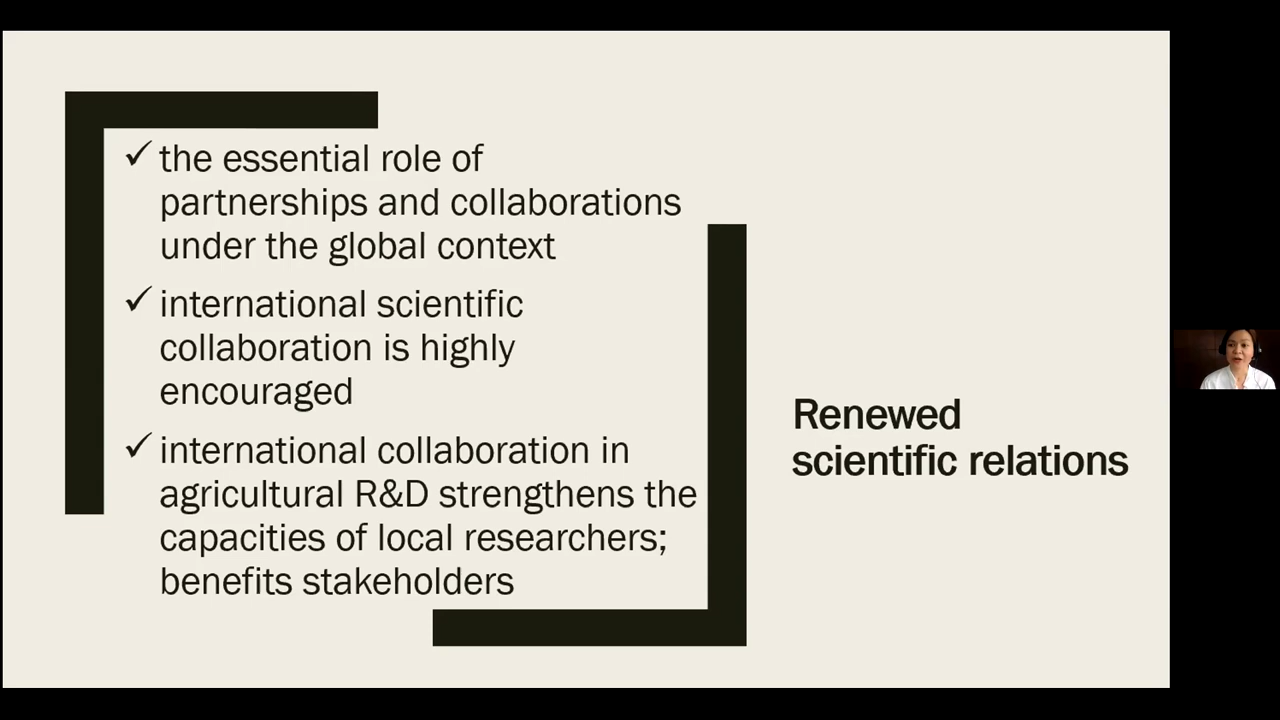 the essential role of
partnerships and collaborations
under the global context
international scientific
collaboration is highly
encouraged
international collaboration in
agricultural R&D strengthens the
capacities of local researchers;
benefits stakeholders
Renewed
scientific relations